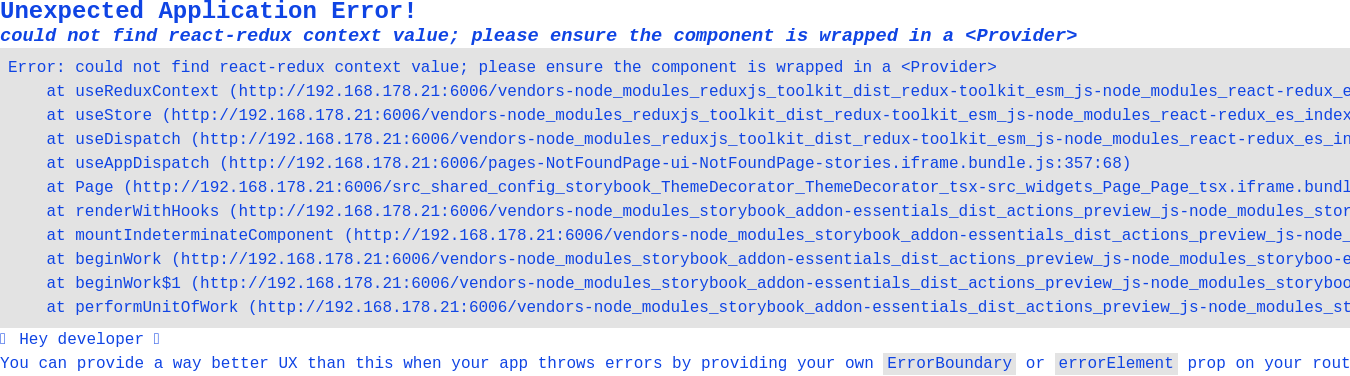 Unexpected Application Error!
could not find react-redux context value; please ensure the component is wrapped in a <Provider>
Error: could not find react-redux context value; please ensure the component is wrapped in a <Provider>
at useReduxContext (http://192.168.178.21:6006/vendors-node_modules_reduxjs_toolkit_dist_redux-toolkit_esm_js-node_modules_react-redux_e
at useStore (http://192.168.178.21:6006/vendors-node_modules_reduxjs_toolkit_dist_redux-toolkit_esm_js-node_modules_react-redux_es_index
at useDispatch (http://192.168.178.21:6006/vendors-node_modules_reduxjs_toolkit_dist_redux-toolkit_esm_js-node_modules_react-redux_es_in
at useAppDispatch (http://192.168.178.21:6006/pages-NotFoundPage-ui-NotFoundPage-stories.iframe.bundle.js:357:68)
at Page (http://192.168.178.21:6006/src_shared_config_storybook_ThemeDecorator_ThemeDecorator_tsx-src_widgets_Page_Page_tsx.iframe.bundl
at renderWithHooks (http://192.168.178.21:6006/vendors-node_modules_storybook_addon-essentials_dist_actions_preview_js-node_modules_stor
at mountIndeterminateComponent (http://192.168.178.21:6006/vendors-node_modules_storybook_addon-essentials_dist_actions_preview_js-node_
at beginWork (http://192.168.178.21:6006/vendors-node_modules_storybook_addon-essentials_dist_actions_preview_js-node_modules_storyboo-e
at beginWork$1 (http://192.168.178.21:6006/vendors-node_modules_storybook_addon-essentials_dist_actions_preview_js-node_modules_storyboo
at performUnitOfWork (http://192.168.178.21:6006/vendors-node_modules_storybook_addon-essentials_dist_actions_preview_js-node_modules_st
Hey developer
You can provide a way better UX than this when your app throws errors by providing your own ErrorBoundary or errorElement prop on your rout